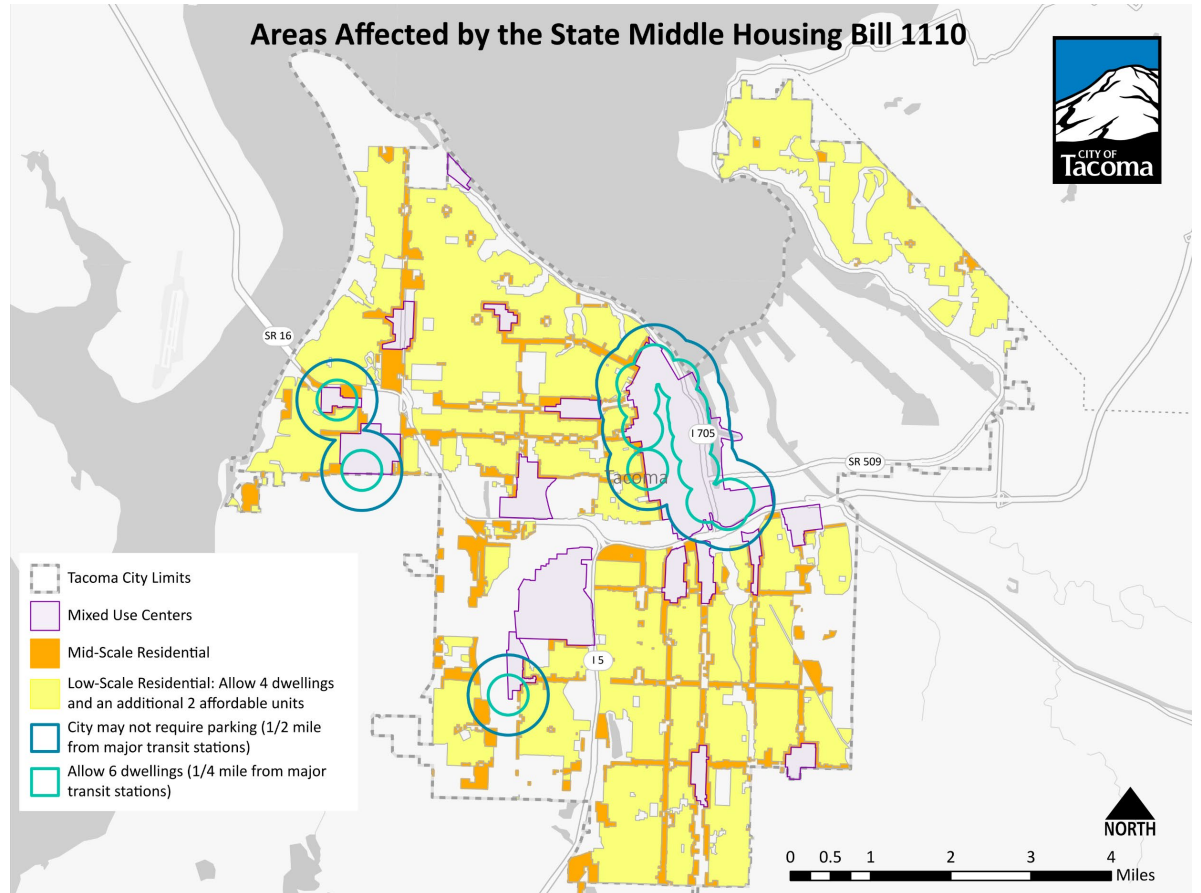 Areas Affected by the State Middle Housing Bill 1110
CITY OF
Tacoma
SR 16
I 705
SR 509
Tacoma
I 5
Tacoma City Limits
Mixed Use Centers
Mid-Scale Residential
Low-Scale Residential: Allow 4 dwellings
and an additional 2 affordable units
City may not require parking (1/2 mile
from major transit stations)
Allow 6 dwellings (1/4 mile from major
transit stations)
NORTH
0 0.5 1 2 3 4
Miles